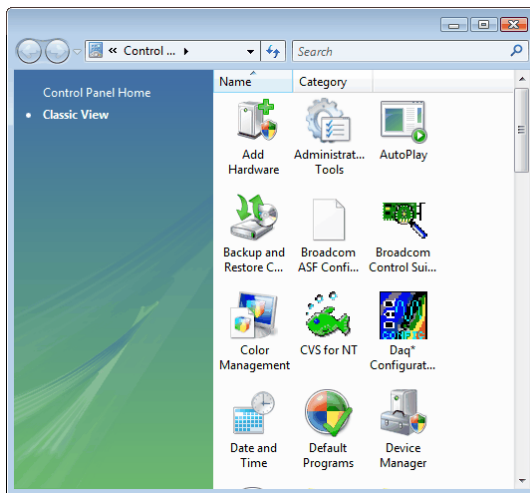 « Control ...
Search
Control Panel Home
• Classic View
Name Category
Add Hardware
Administrat... Tools
AutoPlay
Backup and Restore C...
Broadcom ASF Confi...
Broadcom Control Sui...
Color Management
CVS for NT
Daq* Configurat...
Date and Time
Default Programs
Device Manager